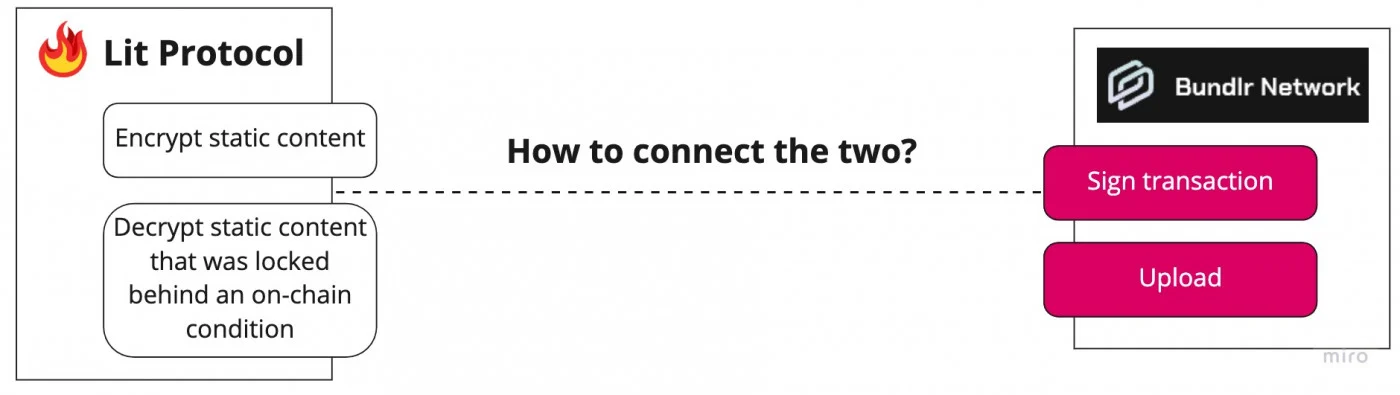 Lit Protocol
Encrypt static content
Decrypt static content
that was locked
behind an on-chain
condition
How to connect the two?
Bundlr Network
Sign transaction
Upload
miro